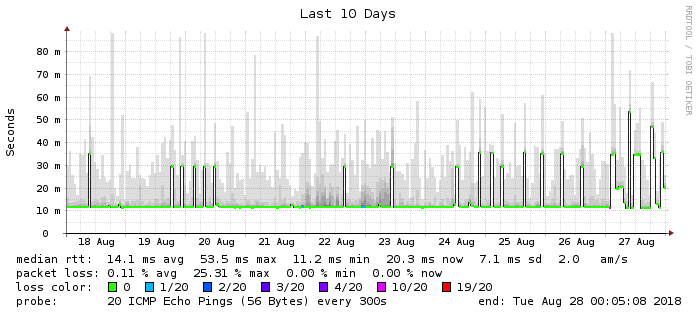 Last 10 Days
RRDTOOL / TOBI OETIKER
Seconds
80 m
70 m
60 m
50 m
40 m
30 m
20 m
10 m
0
18 Aug 19 Aug 20 Aug 21 Aug 22 Aug 23 Aug 24 Aug 25 Aug 26 Aug 27 Aug
median rtt: 14.1 ms avg 53.5 ms max 11.2 ms min 20.3 ms now 7.1 ms sd 2.0 am/s
packet loss: 0.11 % avg 25.31 % max 0.00 % min 0.00 % now
loss color: 0 1/20 2/20 3/20 4/20 10/20 19/20
probe: 20 ICMP Echo Pings (56 Bytes) every 300s end: Tue Aug 28 00:05:08 2018